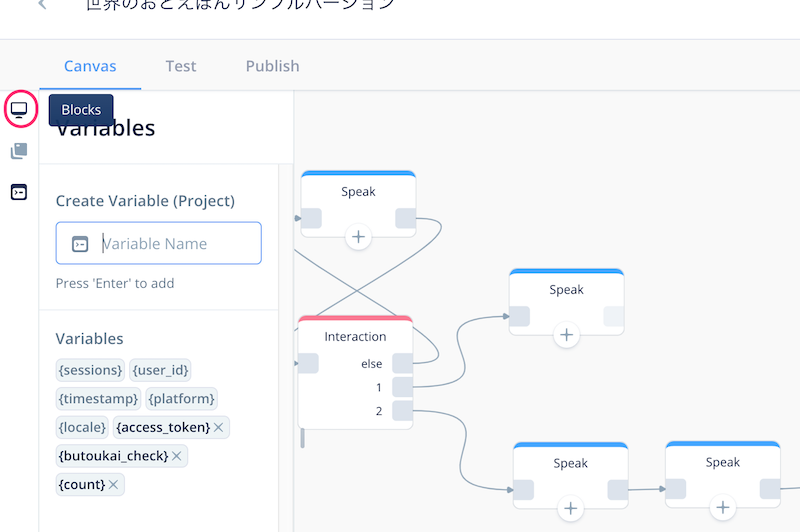 世界のおとえほんサンプルバージョン
Canvas Test Publish
Blocks
Variables
Create Variable (Project)
Variable Name
Press 'Enter' to add
Variables
{sessions} {user_id}
{timestamp} {platform}
{locale} {access_token}
{butoukai_check}
{count}
Speak
Interaction
else
1
2
Speak
Speak
Speak